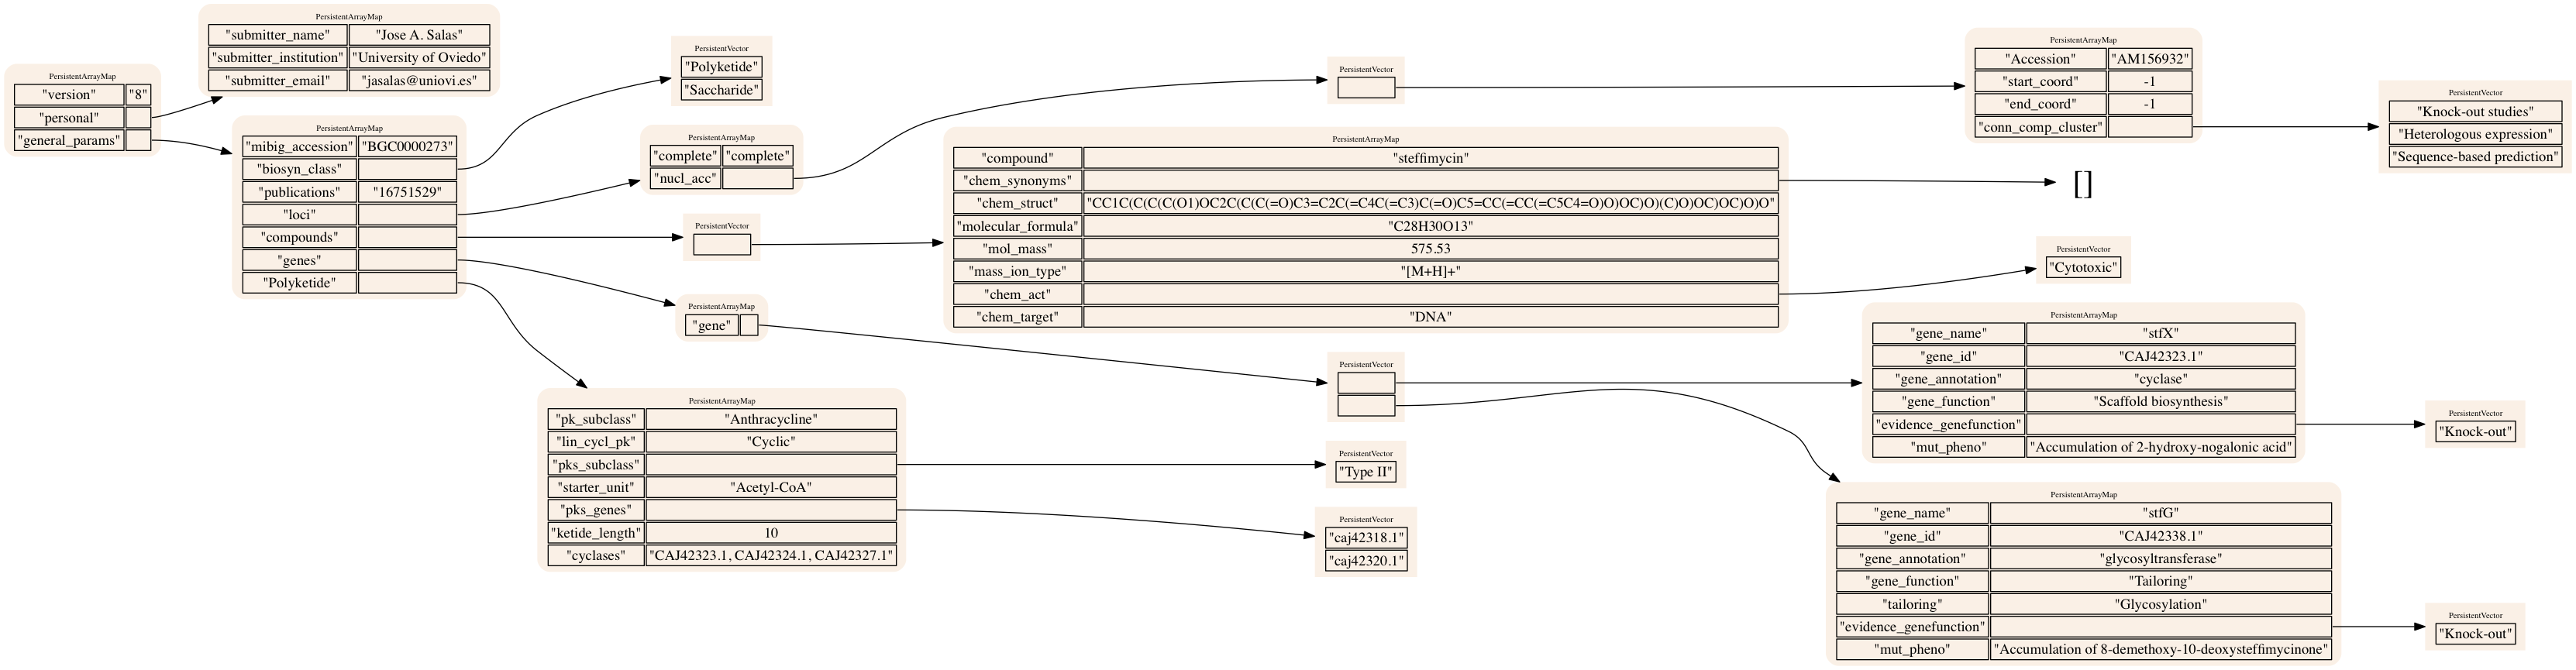 PersistentArrayMap
"version" "8"
"personal"
"general_params"
PersistentArrayMap
"submitter_name" "Jose A. Salas"
"submitter_institution" "University of Oviedo"
"submitter_email" "jasalas@uniovi.es"
PersistentArrayMap
"mibig_accession" "BGC0000273"
"biosyn_class"
"publications" "16751529"
"loci"
"compounds"
"genes"
"Polyketide"
PersistentVector
"Polyketide"
"Saccharide"
PersistentArrayMap
"complete" "complete"
"nucl_acc"
PersistentVector
PersistentArrayMap
"gene"
PersistentArrayMap
"pk_subclass" "Anthracycline"
"lin_cycl_pk" "Cyclic"
"pks_subclass"
"starter_unit" "Acetyl-CoA"
"pks_genes"
"ketide_length" 10
"cyclases" "CAJ42323.1, CAJ42324.1, CAJ42327.1"
PersistentVector
PersistentArrayMap
"compound" "steffimycin"
"chem_synonyms"
"chem_struct" "CC1C(C(C(C(O1)OC2C(C(C(=O)C3=C2C(=C4C(=C3)C(=O)C5=CC(=CC(=C5C4=O)O)OC)O)(C)O)OC)OC)O)O"
"molecular_formula" "C28H30O13"
"mol_mass" 575.53
"mass_ion_type" "[M+H]+"
"chem_act"
"chem_target" "DNA"
PersistentVector
PersistentVector
"Type II"
PersistentVector
"caj42318.1"
"caj42320.1"
PersistentArrayMap
"Accession" "AM156932"
"start_coord" -1
"end_coord" -1
"conn_comp_cluster"
[]
PersistentVector
"Cytotoxic"
PersistentArrayMap
"gene_name" "stfX"
"gene_id" "CAJ42323.1"
"gene_annotation" "cyclase"
"gene_function" "Scaffold biosynthesis"
"evidence_genefunction"
"mut_pheno" "Accumulation of 2-hydroxy-nogalonic acid"
PersistentArrayMap
"gene_name" "stfG"
"gene_id" "CAJ42338.1"
"gene_annotation" "glycosyltransferase"
"gene_function" "Tailoring"
"tailoring" "Glycosylation"
"evidence_genefunction"
"mut_pheno" "Accumulation of 8-demethoxy-10-deoxysteffimycinone"
PersistentVector
"Knock-out studies"
"Heterologous expression"
"Sequence-based prediction"
PersistentVector
"Knock-out"
PersistentVector
"Knock-out"